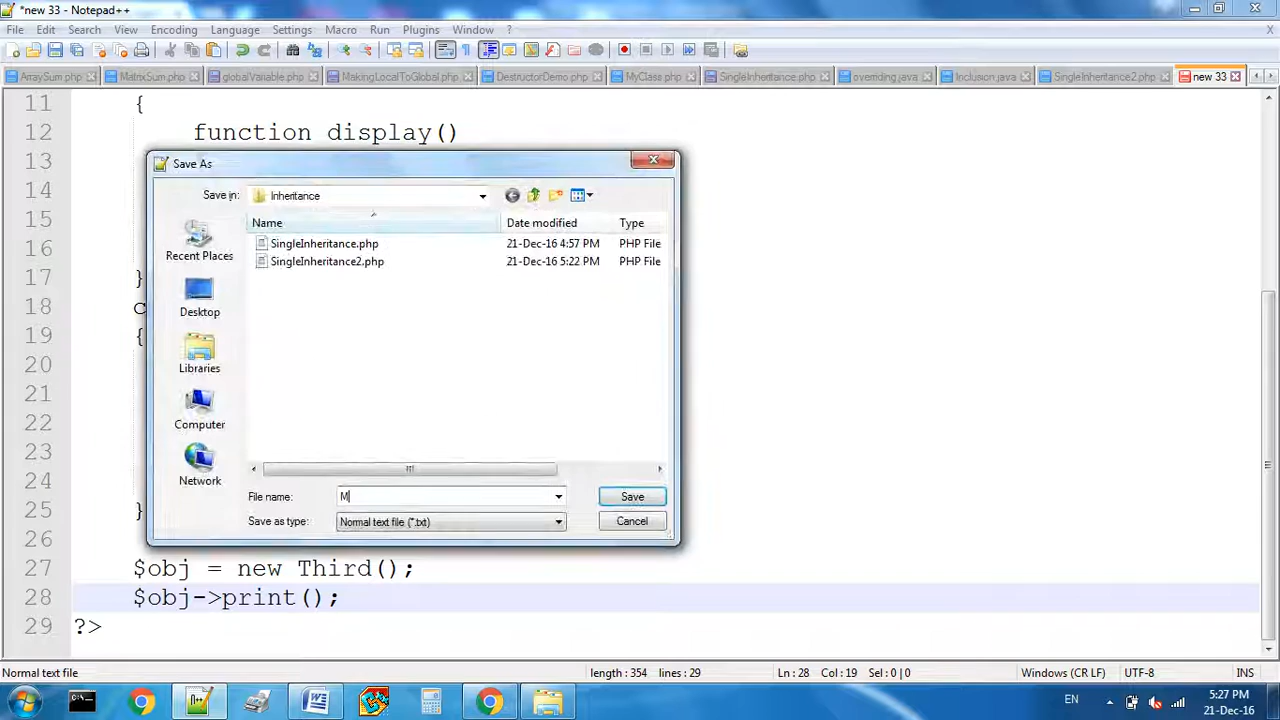 *new 33 - Notepad++
File Edit Search View Encoding Language Settings Macro Run Plugins Window ?
X
ArraySum.php MatrixSum.php globalVariable.php MakingLocalToGlobal.php DestructorDemo.php MyClass.php SingleInheritance.php overriding.java Inclusion.java SingleInheritance2.php new 33
11 {
12 function display()
13
14
15
16
17 }
18 c
19 {
20
21
22
23
24
25 }
26
27 $obj = new Third();
28 $obj->print();
29 ?>
Save As
Save in: Inheritance
Name Date modified Type
SingleInheritance.php 21-Dec-16 4:57 PM PHP File
SingleInheritance2.php 21-Dec-16 5:22 PM PHP File
Recent Places
Desktop
Libraries
Computer
Network
File name: M Save
Save as type: Normal text file (*.txt) Cancel
Normal text file length : 354 lines : 29 Ln : 28 Col : 19 Sel : 0 | 0 Windows (CR LF) UTF-8 INS
EN 5:27 PM
21-Dec-16